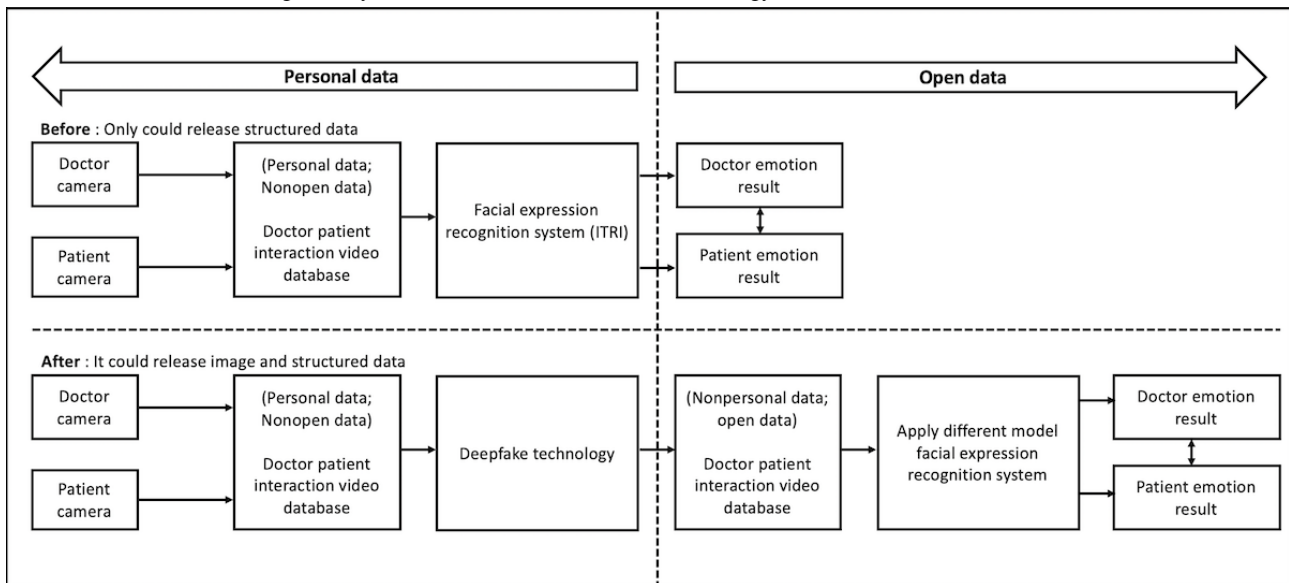 Personal data
Open data
Before : Only could release structured data
Doctor
camera
Patient
camera
(Personal data;
Nonopen data)
Doctor patient
interaction video
database
Facial expression
recognition system (ITRI)
Doctor emotion
result
Patient emotion
result
After : It could release image and structured data
Doctor
camera
Patient
camera
(Personal data;
Nonopen data)
Doctor patient
interaction video
database
Deepfake technology
(Nonpersonal data;
open data)
Doctor patient
interaction video
database
Apply different model
facial expression
recognition system
Doctor emotion
result
Patient emotion
result